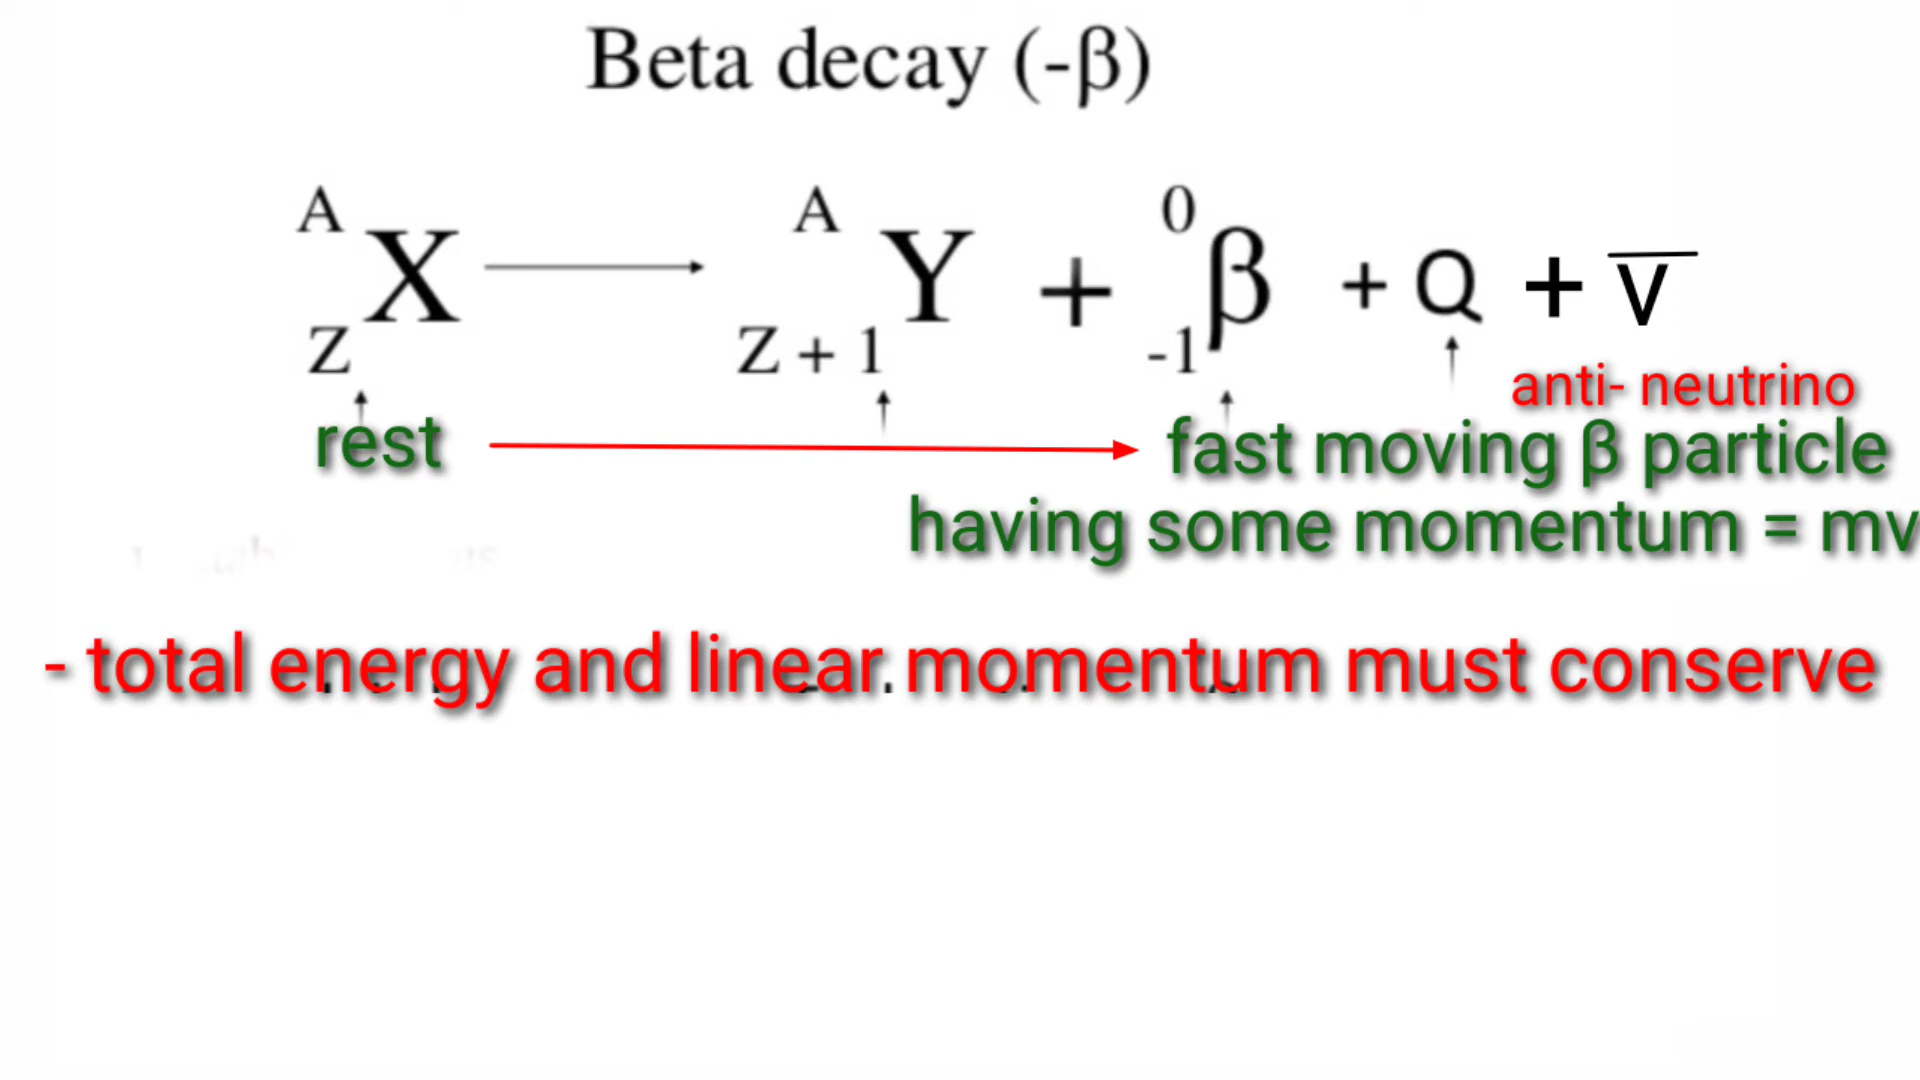 Beta decay (-β)
A X Z → A Y Z + 1 + 0 β -1 + Q + V̅
anti- neutrino
rest → fast moving β particle
having some momentum = mv
- total energy and linear momentum must conserve